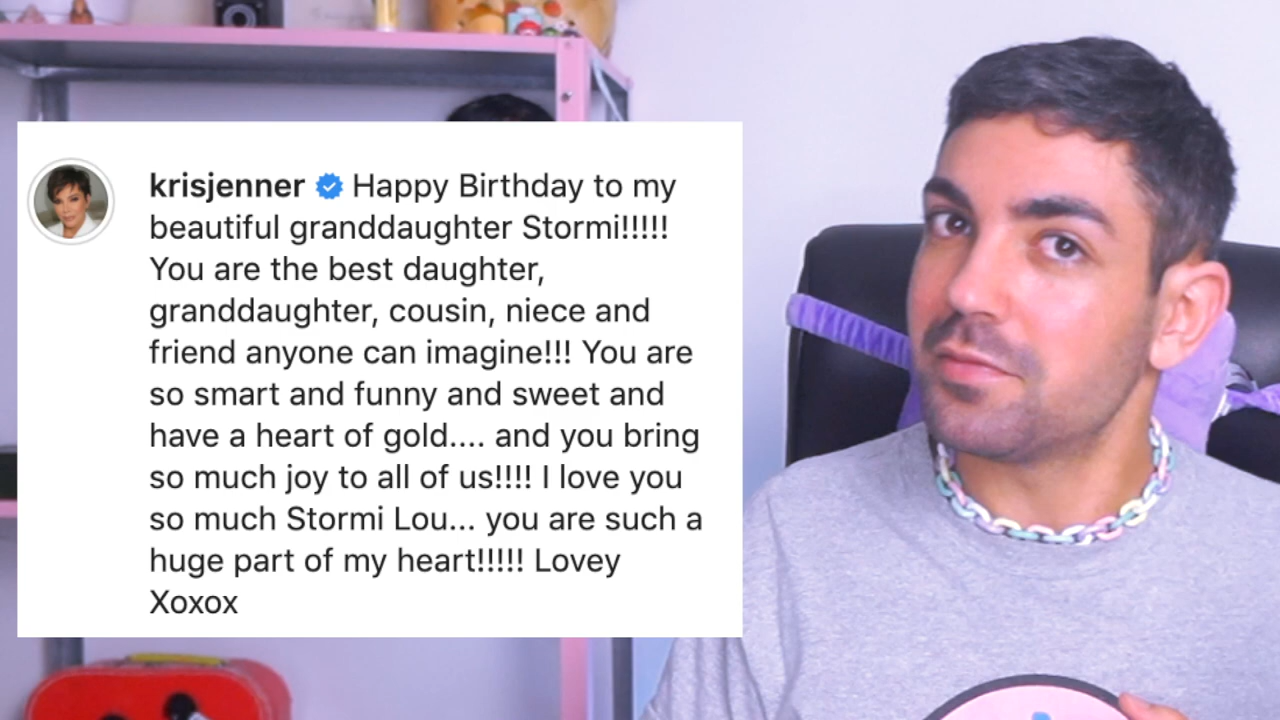 krisjenner Happy Birthday to my
beautiful granddaughter Stormi!!!!!
You are the best daughter,
granddaughter, cousin, niece and
friend anyone can imagine!!! You are
so smart and funny and sweet and
have a heart of gold.... and you bring
so much joy to all of us!!!! I love you
so much Stormi Lou... you are such a
huge part of my heart!!!!! Lovey
Xoxox